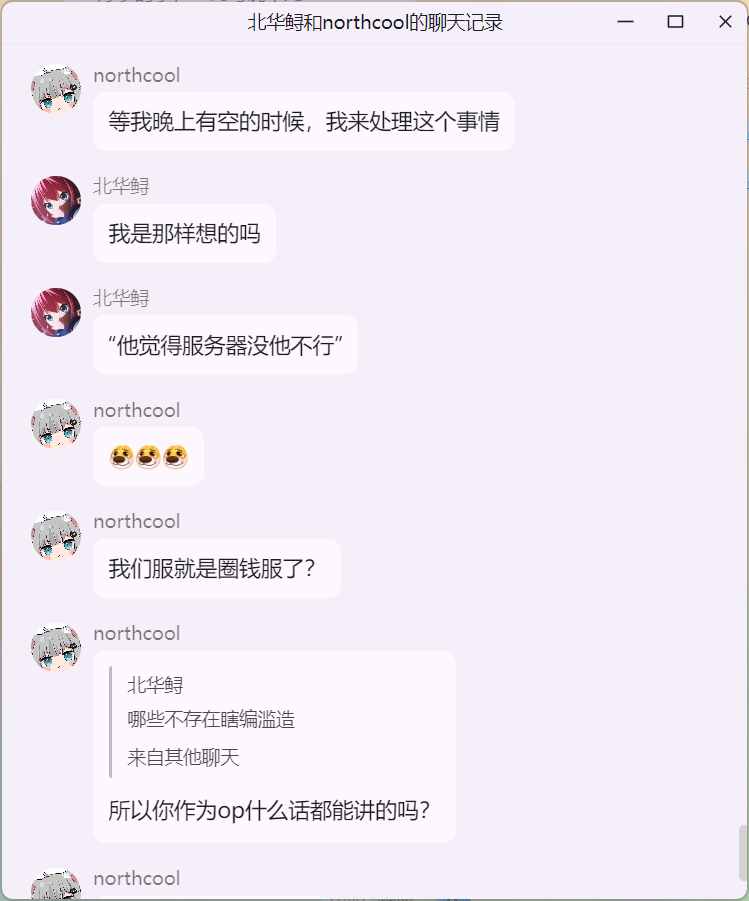 北华鲟和northcool的聊天记录
northcool
等我晚上有空的时候，我来处理这个事情
北华鲟
我是那样想的吗
北华鲟
“他觉得服务器没他不行”
northcool
northcool
我们服就是圈钱服了？
northcool
北华鲟
哪些不存在瞎编滥造
来自其他聊天
所以你作为op什么话都能讲的吗？
northcool